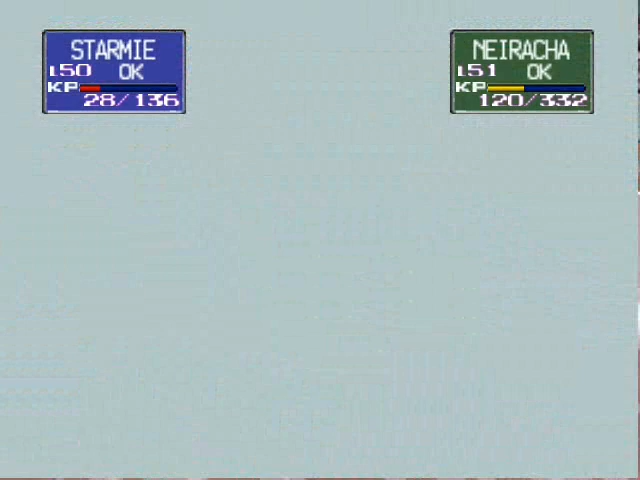 STARMIE
L50 OK
KP
28/136
NEIRACHA
L51 OK
KP
120/332